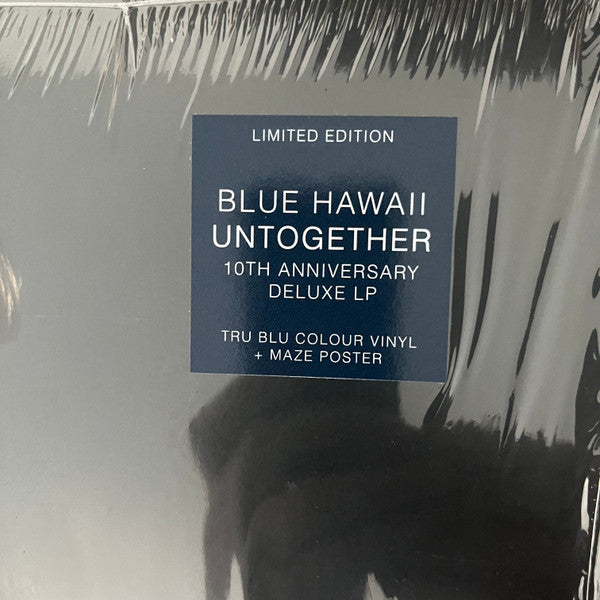 LIMITED EDITION
BLUE HAWAII
UNTOGETHER
10TH ANNIVERSARY
DELUXE LP
TRU BLU COLOUR VINYL
+ MAZE POSTER